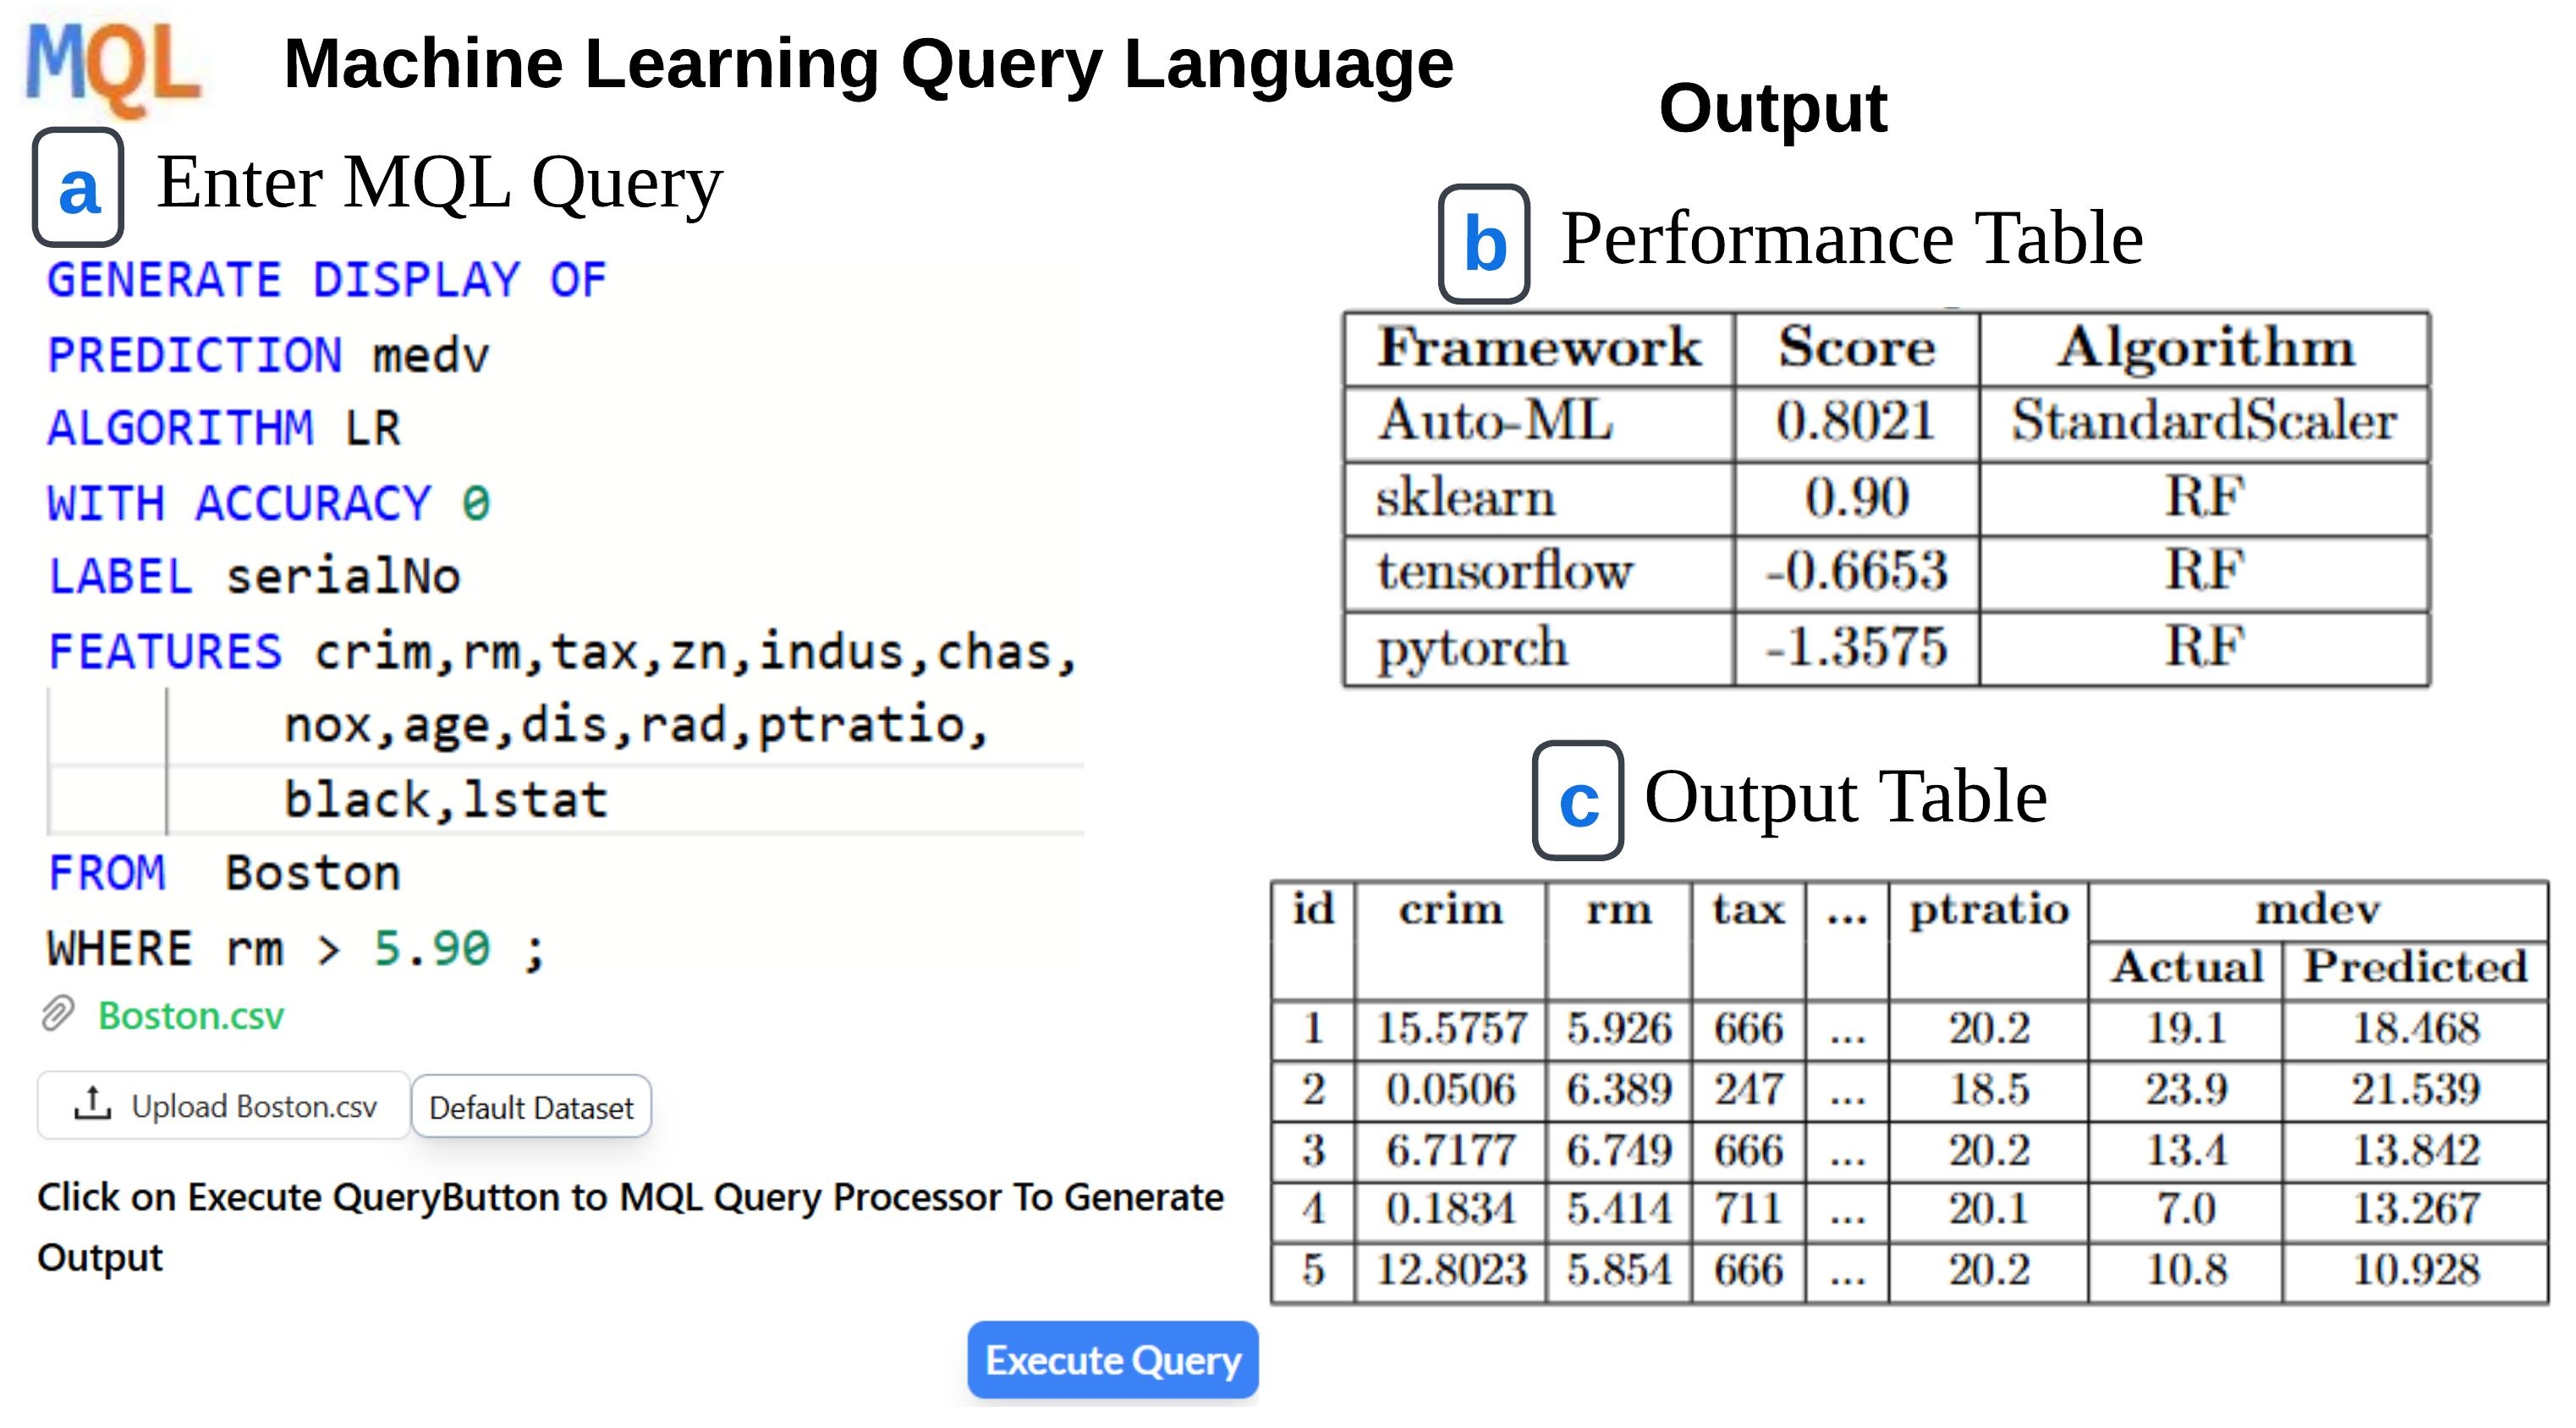 MQL Machine Learning Query Language
a Enter MQL Query
GENERATE DISPLAY OF
PREDICTION medv
ALGORITHM LR
WITH ACCURACY 0
LABEL serialNo
FEATURES crim,rm,tax,zn,indus,chas,
nox,age,dis,rad,ptratio,
black,lstat
FROM Boston
WHERE rm > 5.90 ;
Boston.csv
Upload Boston.csv Default Dataset
Click on Execute QueryButton to MQL Query Processor To Generate
Output
Execute Query
Output
b Performance Table
Framework Score Algorithm
Auto-ML 0.8021 StandardScaler
sklearn 0.90 RF
tensorflow -0.6653 RF
pytorch -1.3575 RF
c Output Table
id crim rm tax ... ptratio mdev
Actual Predicted
1 15.5757 5.926 666 ... 20.2 19.1 18.468
2 0.0506 6.389 247 ... 18.5 23.9 21.539
3 6.7177 6.749 666 ... 20.2 13.4 13.842
4 0.1834 5.414 711 ... 20.1 7.0 13.267
5 12.8023 5.854 666 ... 20.2 10.8 10.928